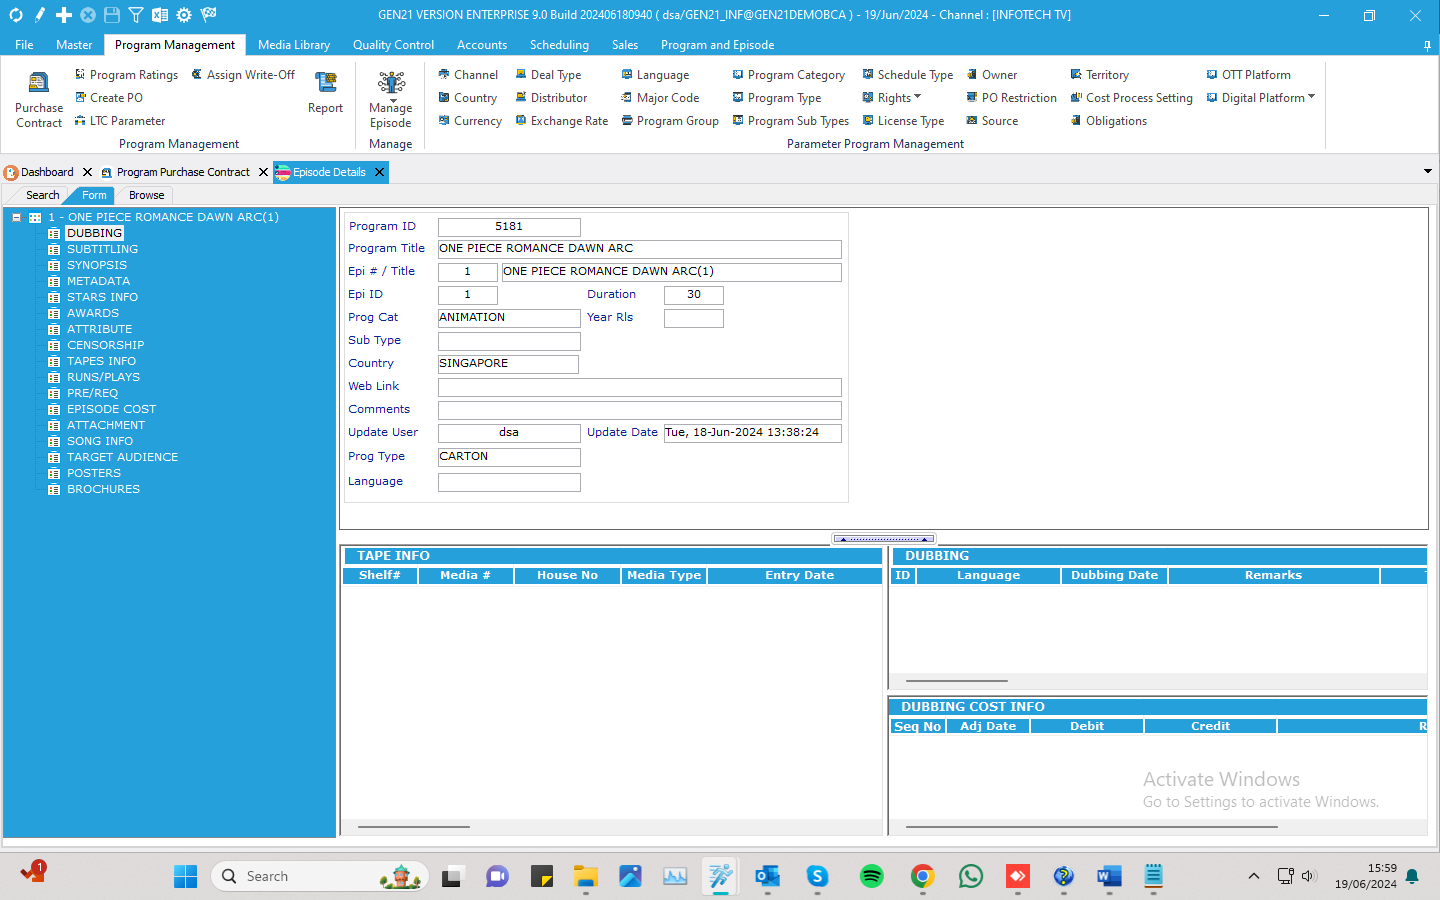 GEN21 VERSION ENTERPRISE 9.0 Build 202406180940 ( dsa/GEN21_INF@GEN21DEMOBCA ) - 19/Jun/2024 - Channel : [INFOTECH TV]
File Master Program Management Media Library Quality Control Accounts Scheduling Sales Program and Episode
Purchase Contract
Program Ratings Assign Write-Off
Create PO
LTC Parameter
Report
Program Management
Manage Episode
Manage
Channel Deal Type Language Program Category Schedule Type Owner Territory OTT Platform
Country Distributor Major Code Program Type Rights PO Restriction Cost Process Setting Digital Platform
Currency Exchange Rate Program Group Program Sub Types License Type Source Obligations
Parameter Program Management
Dashboard Program Purchase Contract Episode Details
Search Form Browse
1 - ONE PIECE ROMANCE DAWN ARC(1)
DUBBING
SUBTITLING
SYNOPSIS
METADATA
STARS INFO
AWARDS
ATTRIBUTE
CENSORSHIP
TAPES INFO
RUNS/PLAYS
PRE/REQ
EPISODE COST
ATTACHMENT
SONG INFO
TARGET AUDIENCE
POSTERS
BROCHURES
Program ID 5181
Program Title ONE PIECE ROMANCE DAWN ARC
Epi # / Title 1 ONE PIECE ROMANCE DAWN ARC(1)
Epi ID 1 Duration 30
Prog Cat ANIMATION Year Rls
Sub Type
Country SINGAPORE
Web Link
Comments
Update User dsa Update Date Tue, 18-Jun-2024 13:38:24
Prog Type CARTON
Language
TAPE INFO
Shelf# Media # House No Media Type Entry Date
DUBBING
ID Language Dubbing Date Remarks
DUBBING COST INFO
Seq No Adj Date Debit Credit R
Activate Windows
Go to Settings to activate Windows.
1
Search
15:59
19/06/2024